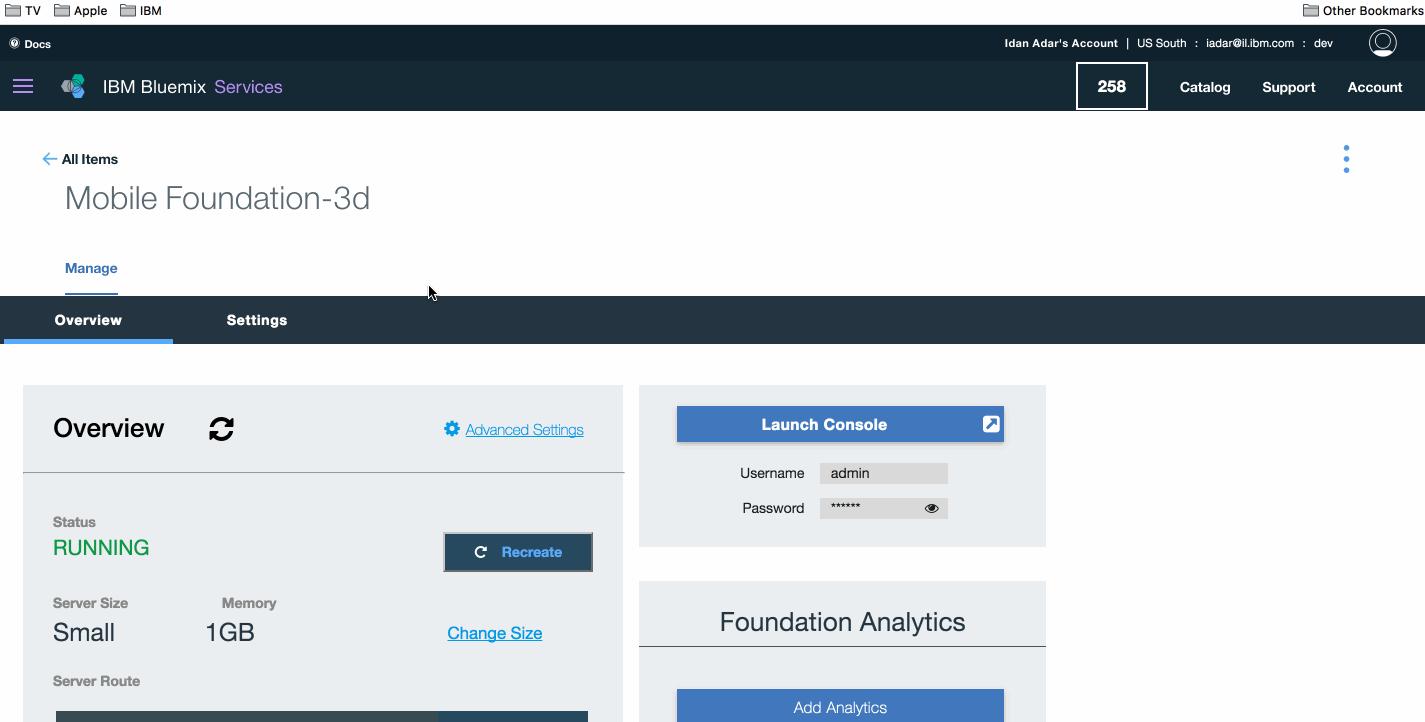 TV Apple IBM Other Bookmarks
Docs Idan Adar's Account | US South : iadar@il.ibm.com : dev
IBM Bluemix Services 258 Catalog Support Account
All Items
Mobile Foundation-3d
Manage
Overview Settings
Overview Advanced Settings
Launch Console
Username admin
Password ******
Status
RUNNING
Recreate
Server Size Memory
Small 1GB Change Size
Server Route
Foundation Analytics
Add Analytics